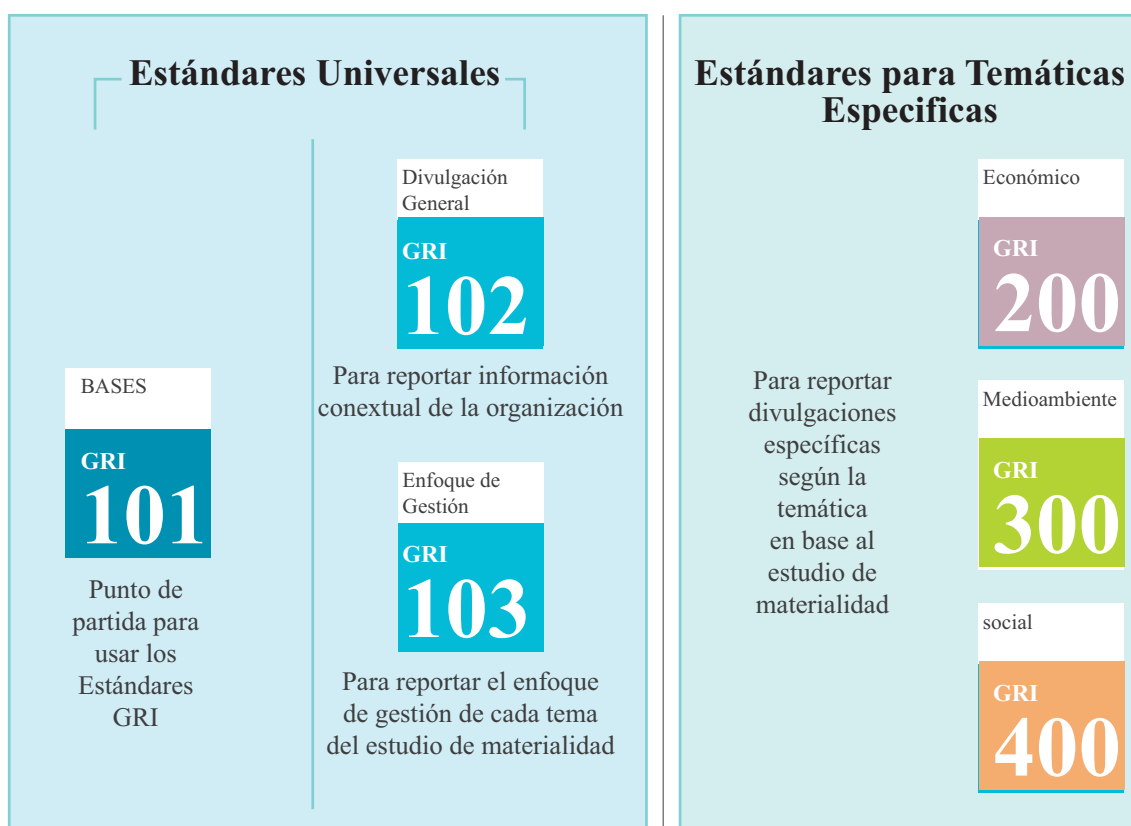 Estándares Universales
BASES
GRI
101
Punto de
partida para
usar los
Estándares
GRI
Divulgación
General
GRI
102
Para reportar información
conextual de la organización
Enfoque de
Gestión
GRI
103
Para reportar el enfoque
de gestión de cada tema
del estudio de materialidad
Estándares para Temáticas
Especificas
Para reportar
divulgaciones
específicas
según la
temática
en base al
estudio de
materialidad
Económico
GRI
200
Medioambiente
GRI
300
social
GRI
400